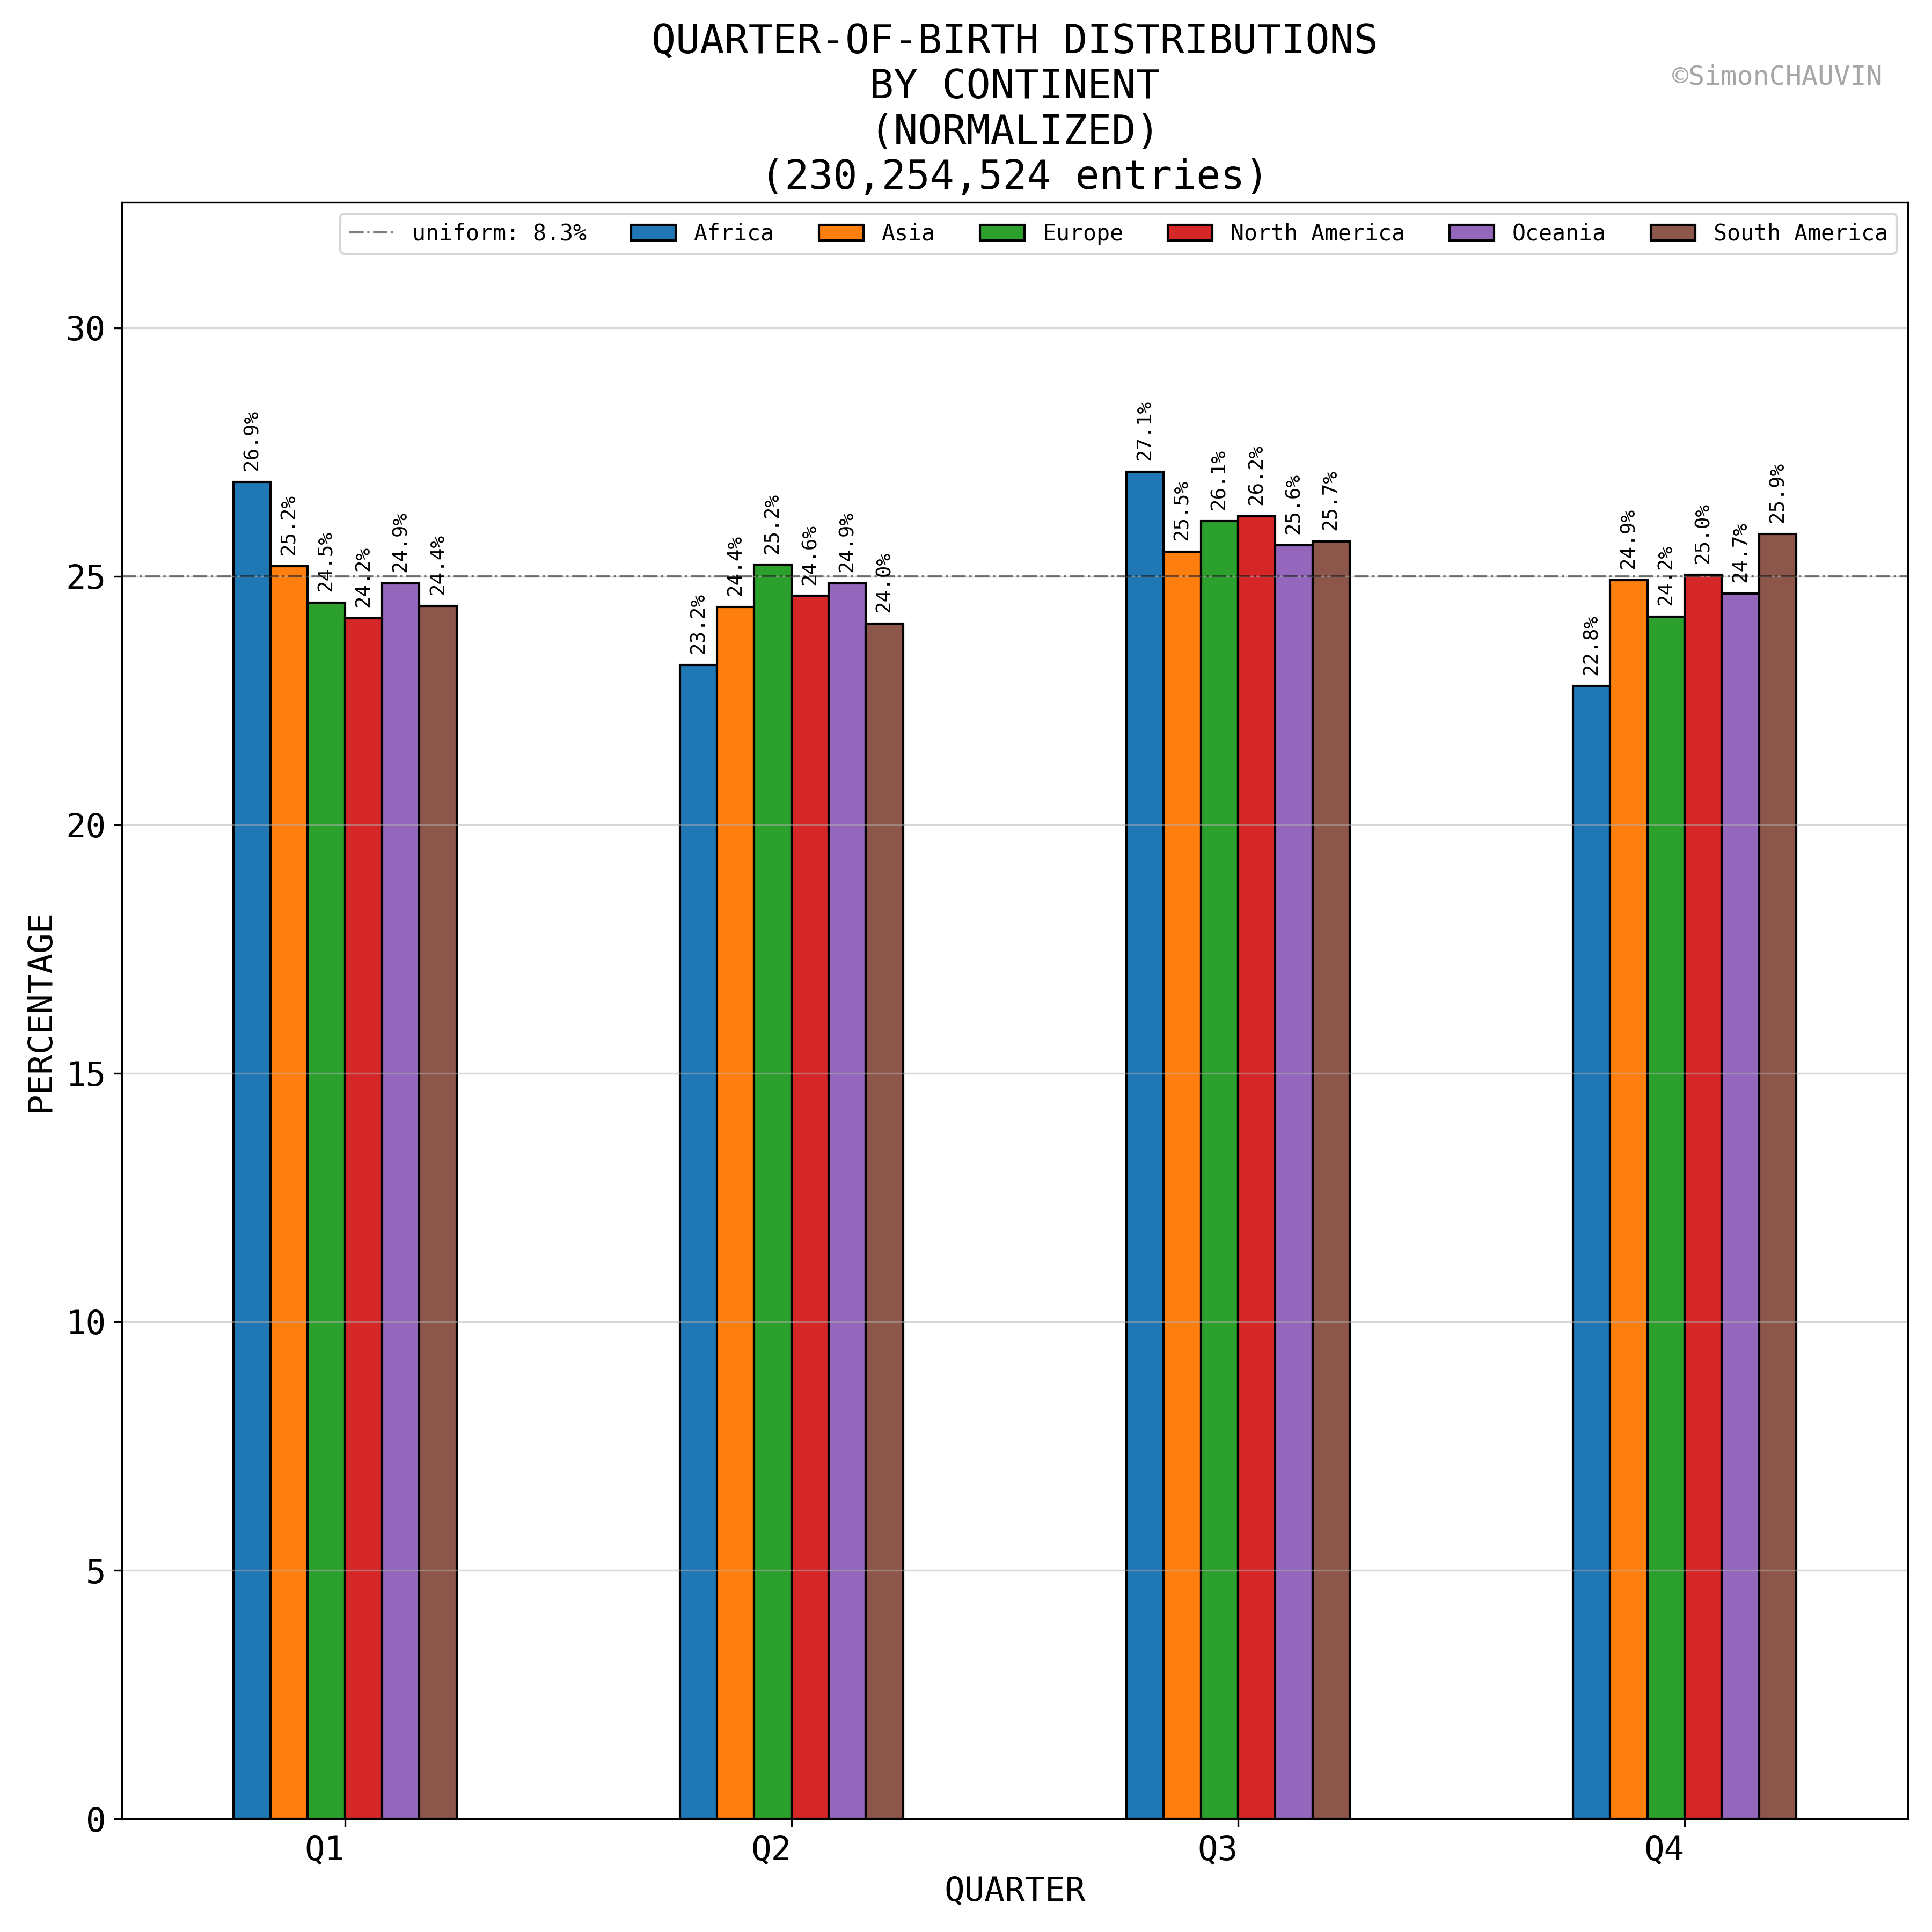 QUARTER-OF-BIRTH DISTRIBUTIONS
BY CONTINENT
(NORMALIZED)
(230,254,524 entries)
©SimonCHAUVIN
uniform: 8.3% Africa Asia Europe North America Oceania South America
30
25
20
15
10
5
0
PERCENTAGE
26.9% 25.2% 24.5% 24.2% 24.9% 24.4%
23.2% 24.4% 25.2% 24.6% 24.9% 24.0%
27.1% 25.5% 26.1% 26.2% 25.6% 25.7%
22.8% 24.9% 24.2% 25.0% 24.7% 25.9%
Q1 Q2 Q3 Q4
QUARTER